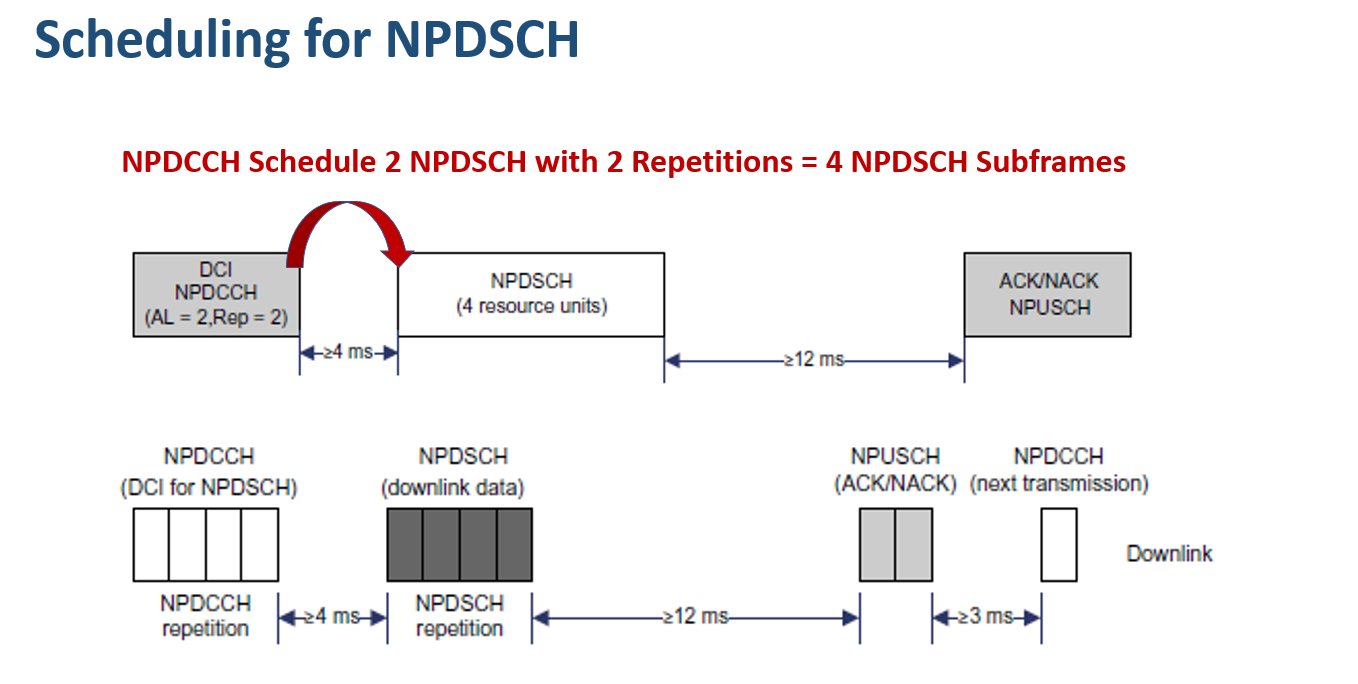 Scheduling for NPDSCH
NPDCCH Schedule 2 NPDSCH with 2 Repetitions = 4 NPDSCH Subframes
DCI
NPDCCH
(AL = 2,Rep = 2)
NPDSCH
(4 resource units)
ACK/NACK
NPUSCH
≥4 ms
≥12 ms
NPDCCH
(DCI for NPDSCH)
NPDSCH
(downlink data)
NPUSCH
(ACK/NACK)
NPDCCH
(next transmission)
Downlink
NPDCCH
repetition
≥4 ms
NPDSCH
repetition
≥12 ms
≥3 ms